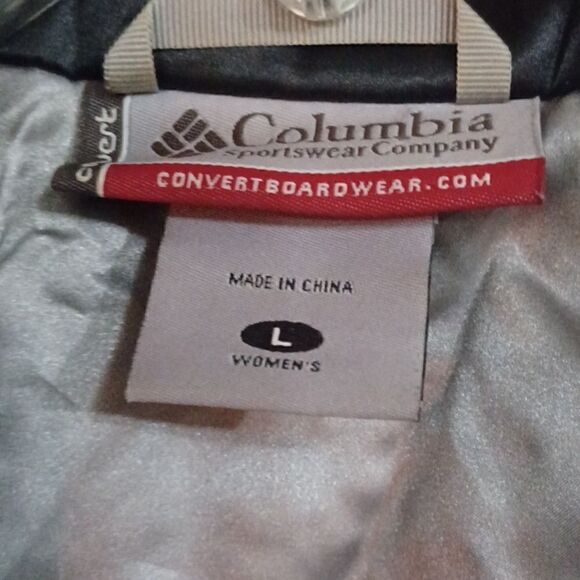 Columbia
Sportswear Company
CONVERTBOARDWEAR.COM
MADE IN CHINA
L
WOMEN'S